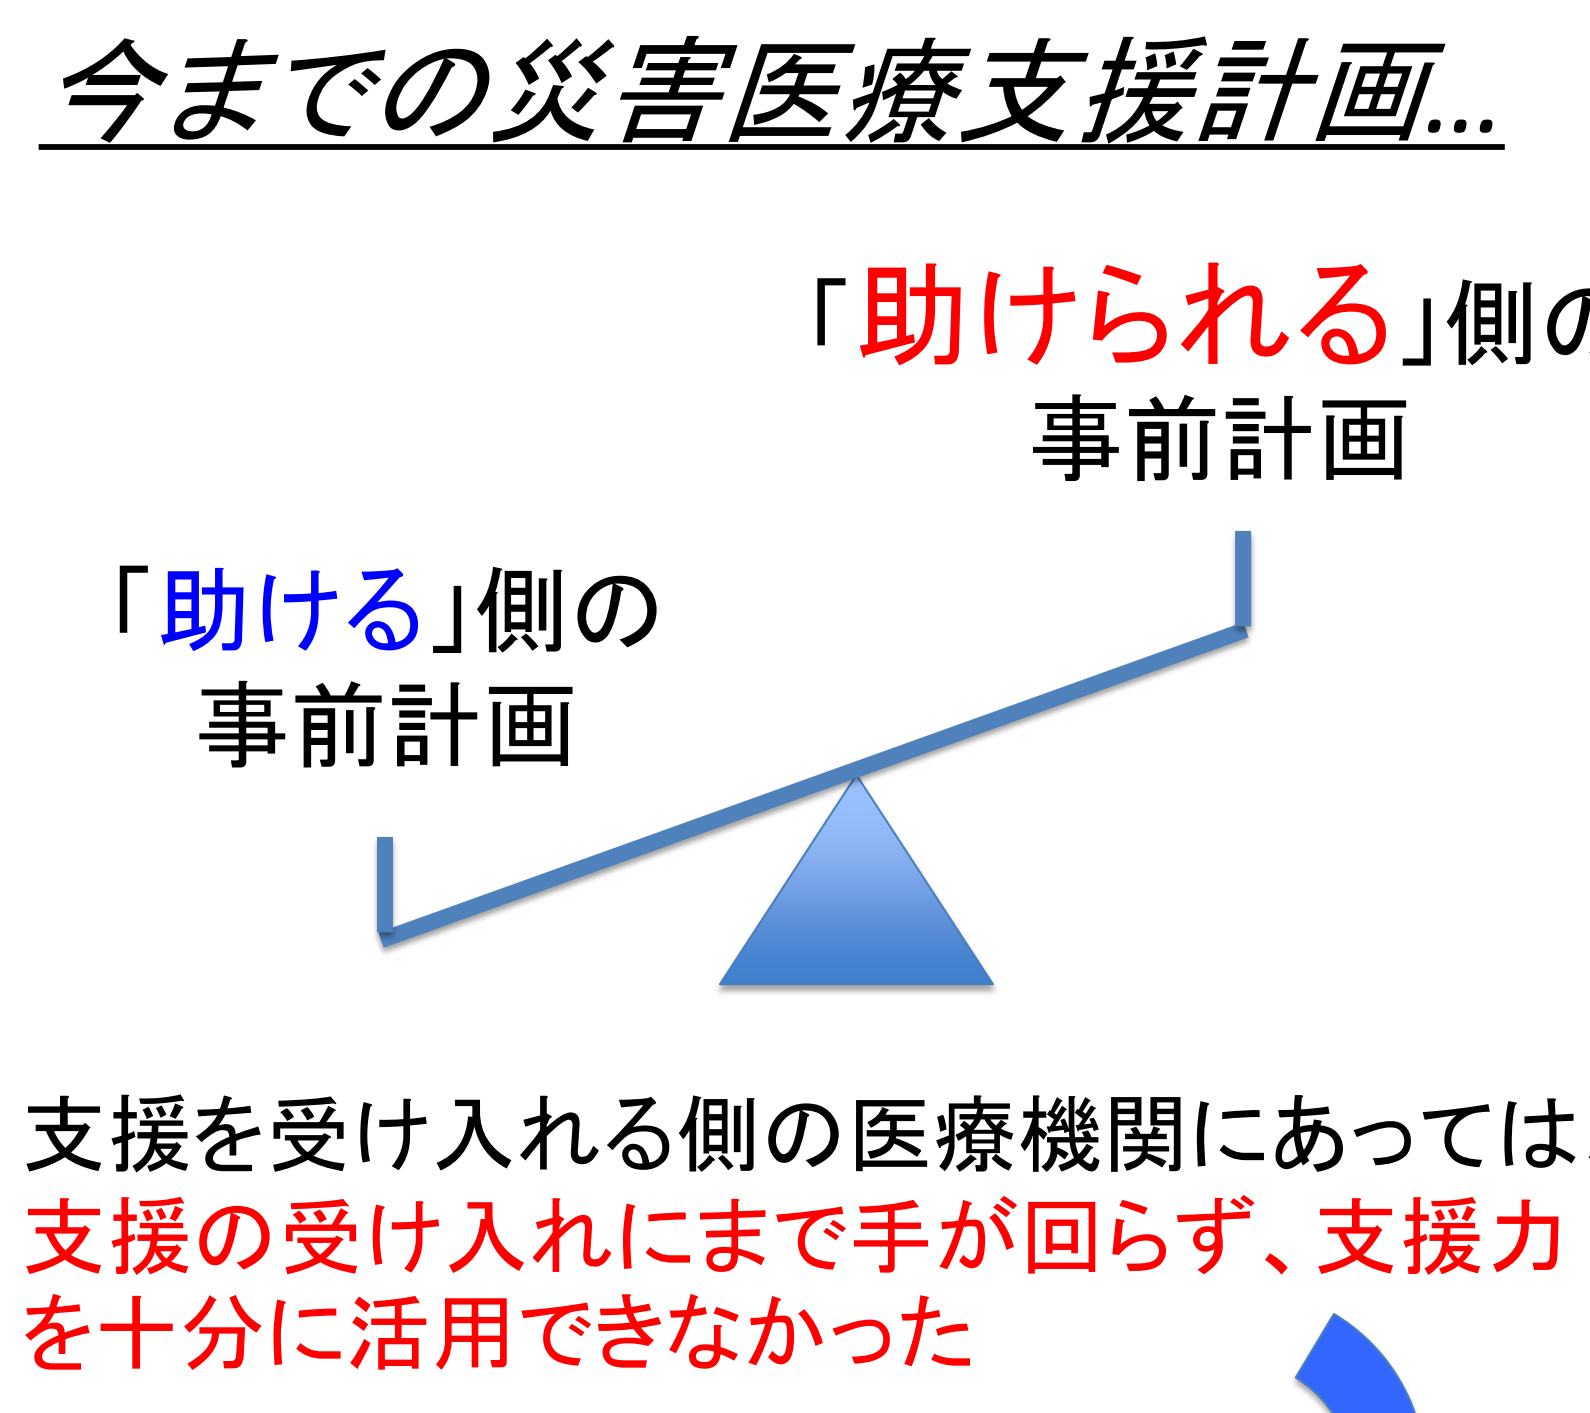 今までの災害医療支援計画...
「助けられる」側の
事前計画
「助ける」側の
事前計画
支援を受け入れる側の医療機関にあっては、
支援の受け入れにまで手が回らず、支援力
を十分に活用できなかった